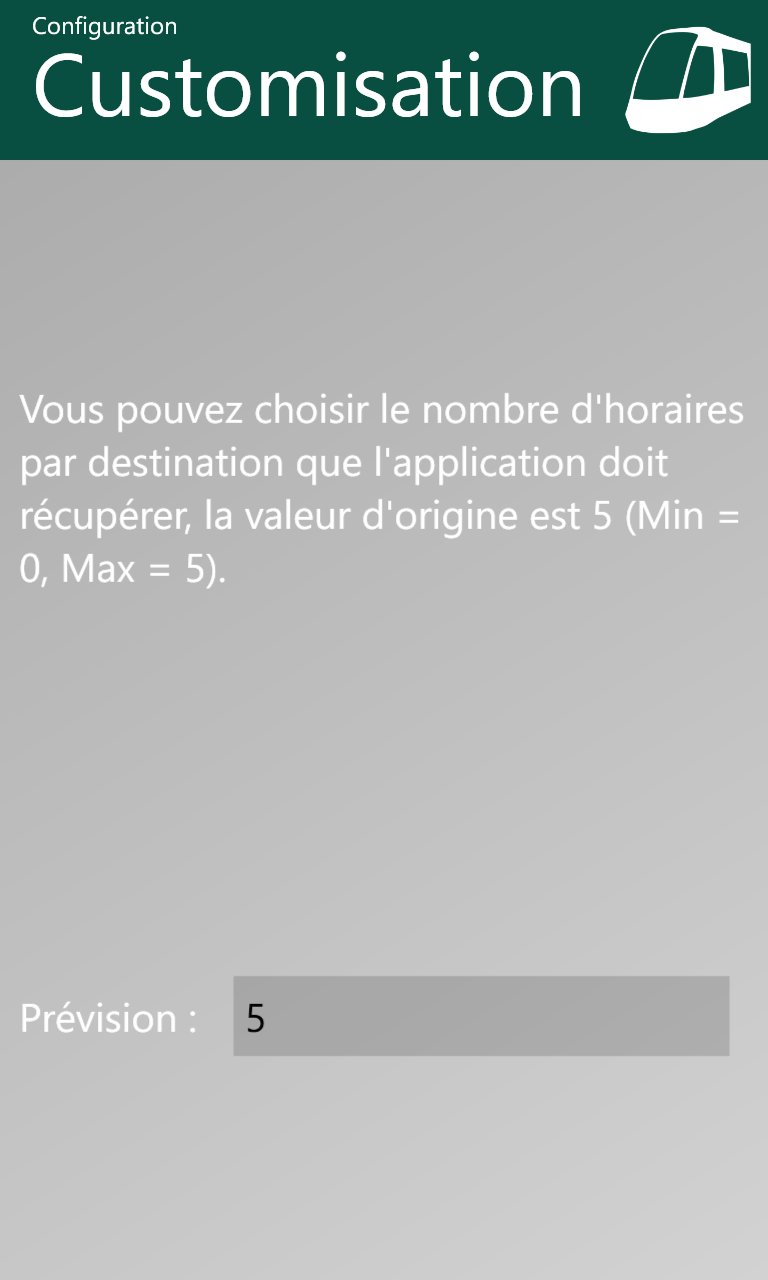 Configuration
Customisation
Vous pouvez choisir le nombre d'horaires
par destination que l'application doit
récupérer, la valeur d'origine est 5 (Min =
0, Max = 5).
Prévision : 5